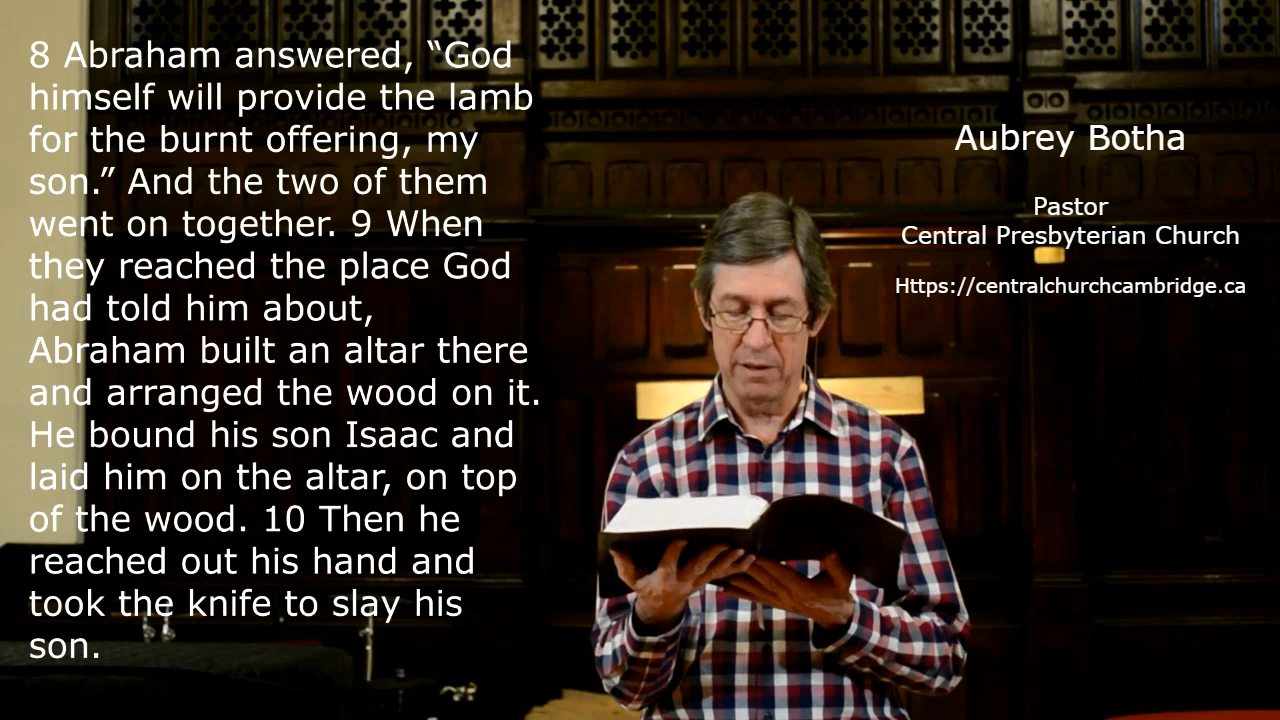 8 Abraham answered, “God
himself will provide the lamb
for the burnt offering, my
son.” And the two of them
went on together. 9 When
they reached the place God
had told him about,
Abraham built an altar there
and arranged the wood on it.
He bound his son Isaac and
laid him on the altar, on top
of the wood. 10 Then he
reached out his hand and
took the knife to slay his
son.
Aubrey Botha
Pastor
Central Presbyterian Church
Https://centralchurchcambridge.ca